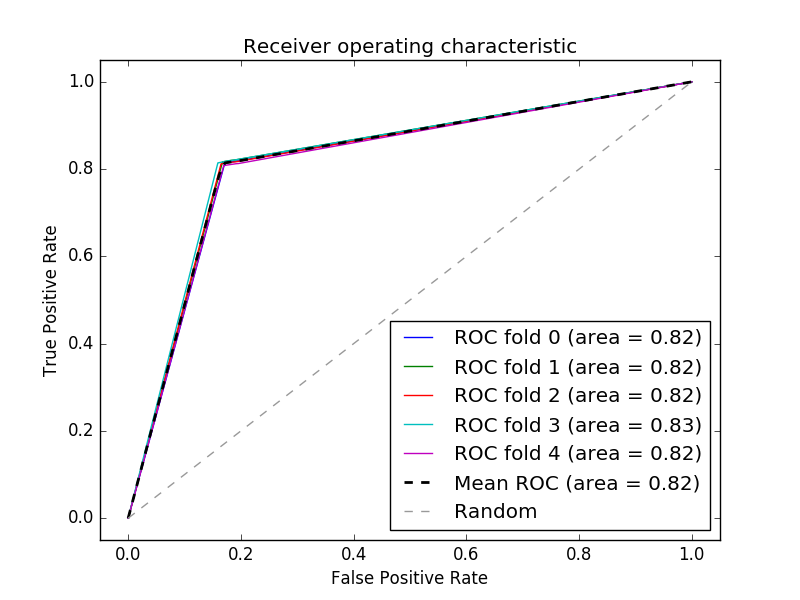 Receiver operating characteristic
1.0
0.8
0.6
0.4
0.2
0.0
True Positive Rate
ROC fold 0 (area = 0.82)
ROC fold 1 (area = 0.82)
ROC fold 2 (area = 0.82)
ROC fold 3 (area = 0.83)
ROC fold 4 (area = 0.82)
Mean ROC (area = 0.82)
Random
0.0 0.2 0.4 0.6 0.8 1.0
False Positive Rate